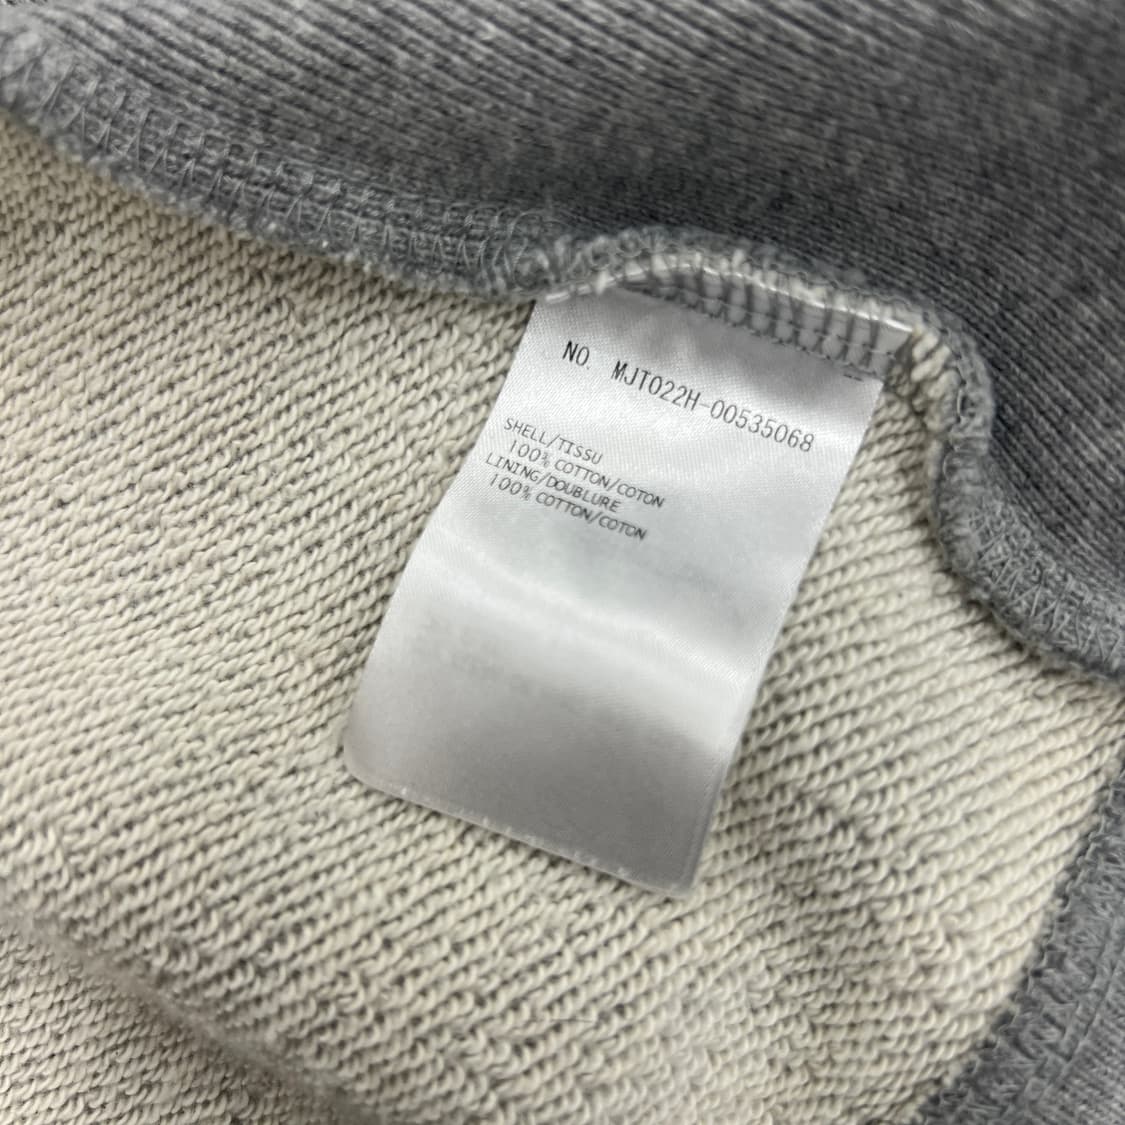 NO. MJT022H-00535068
SHELL/TISSU
100% COTTON/COTON
LINING/DOUBLURE
100% COTTON/COTON